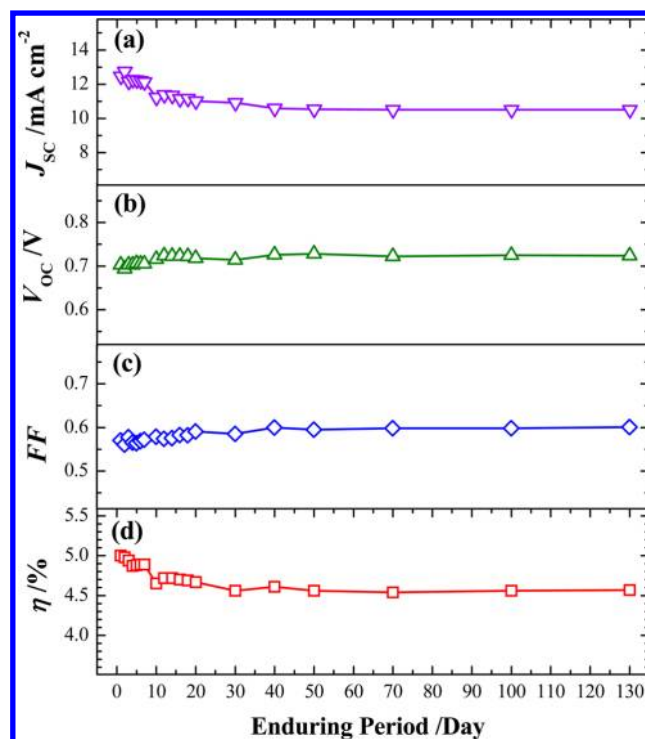 (a)
14
12
10
8
J_SC /mA cm⁻²
(b)
0.8
0.7
0.6
V_OC /V
(c)
0.7
0.6
0.5
FF
(d)
5.5
5.0
4.5
4.0
η /%
0 10 20 30 40 50 60 70 80 90 100 110 120 130
Enduring Period /Day